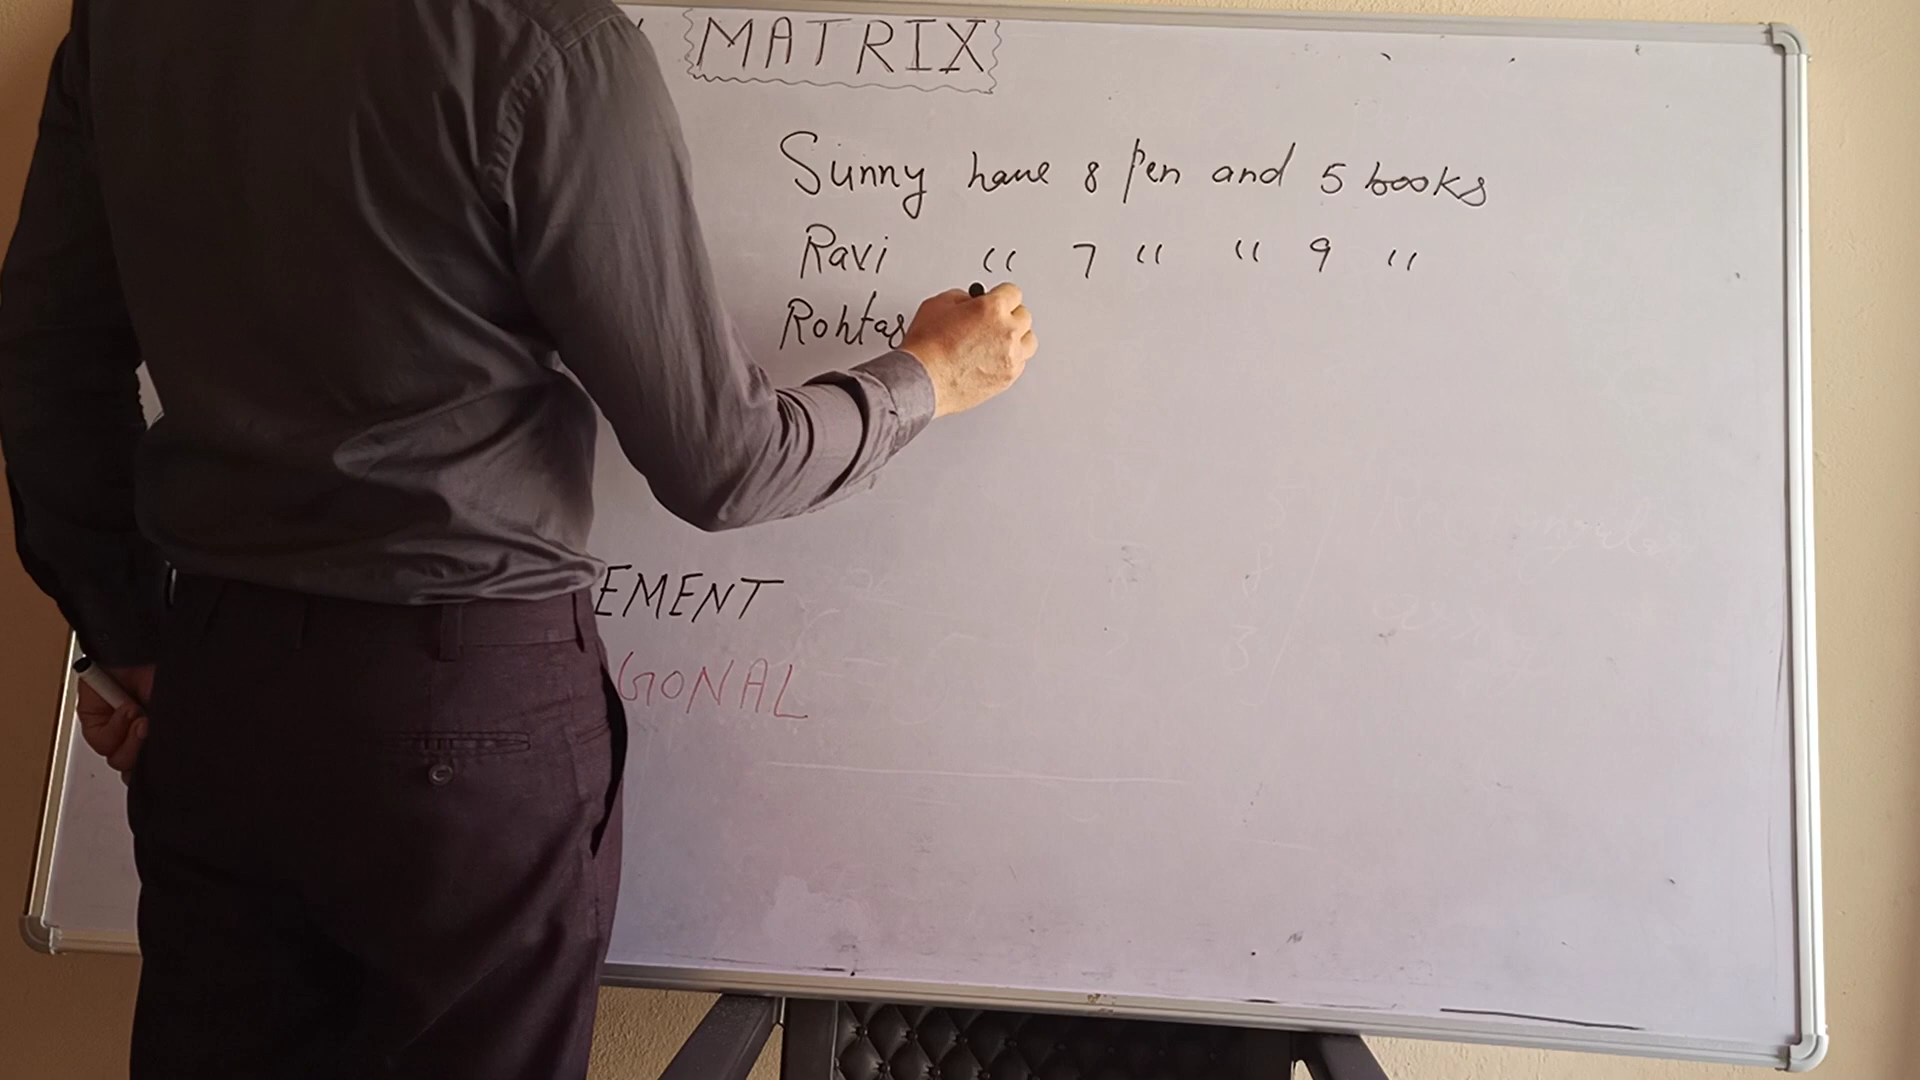 MATRIX
Sunny have 8 Pen and 5 books
Ravi " 7 " " 9 "
Rohtas
EMENT
GONAL